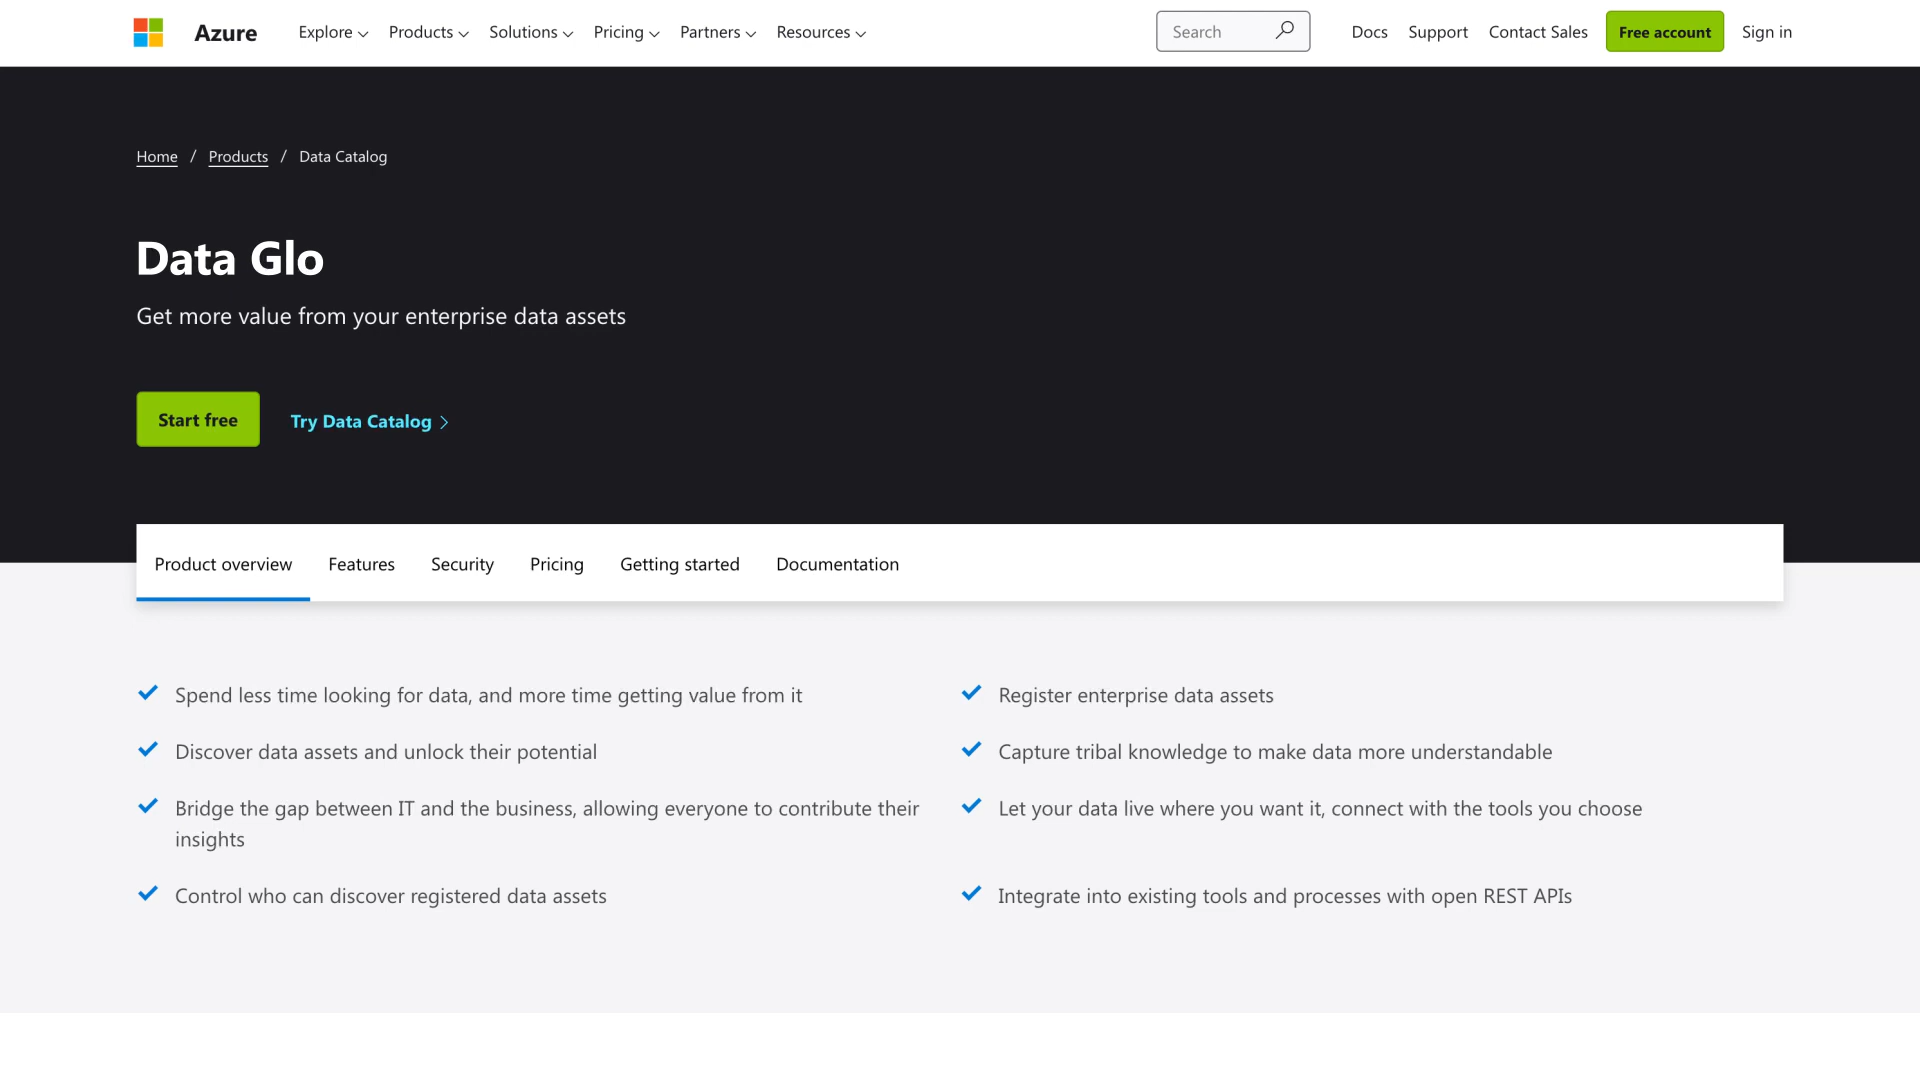 Azure Explore Products Solutions Pricing Partners Resources Search Docs Support Contact Sales Free account Sign in
Home / Products / Data Catalog
Data Glo
Get more value from your enterprise data assets
Start free Try Data Catalog
Product overview Features Security Pricing Getting started Documentation
Spend less time looking for data, and more time getting value from it
Register enterprise data assets
Discover data assets and unlock their potential
Capture tribal knowledge to make data more understandable
Bridge the gap between IT and the business, allowing everyone to contribute their
insights
Let your data live where you want it, connect with the tools you choose
Control who can discover registered data assets
Integrate into existing tools and processes with open REST APIs